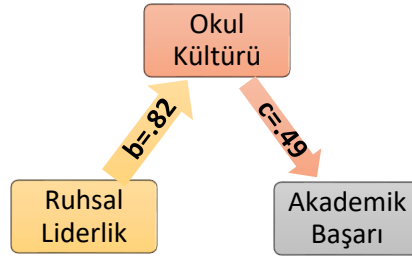 Okul
Kültürü
b=.82
c=.49
Ruhsal
Liderlik
Akademik
Başarı